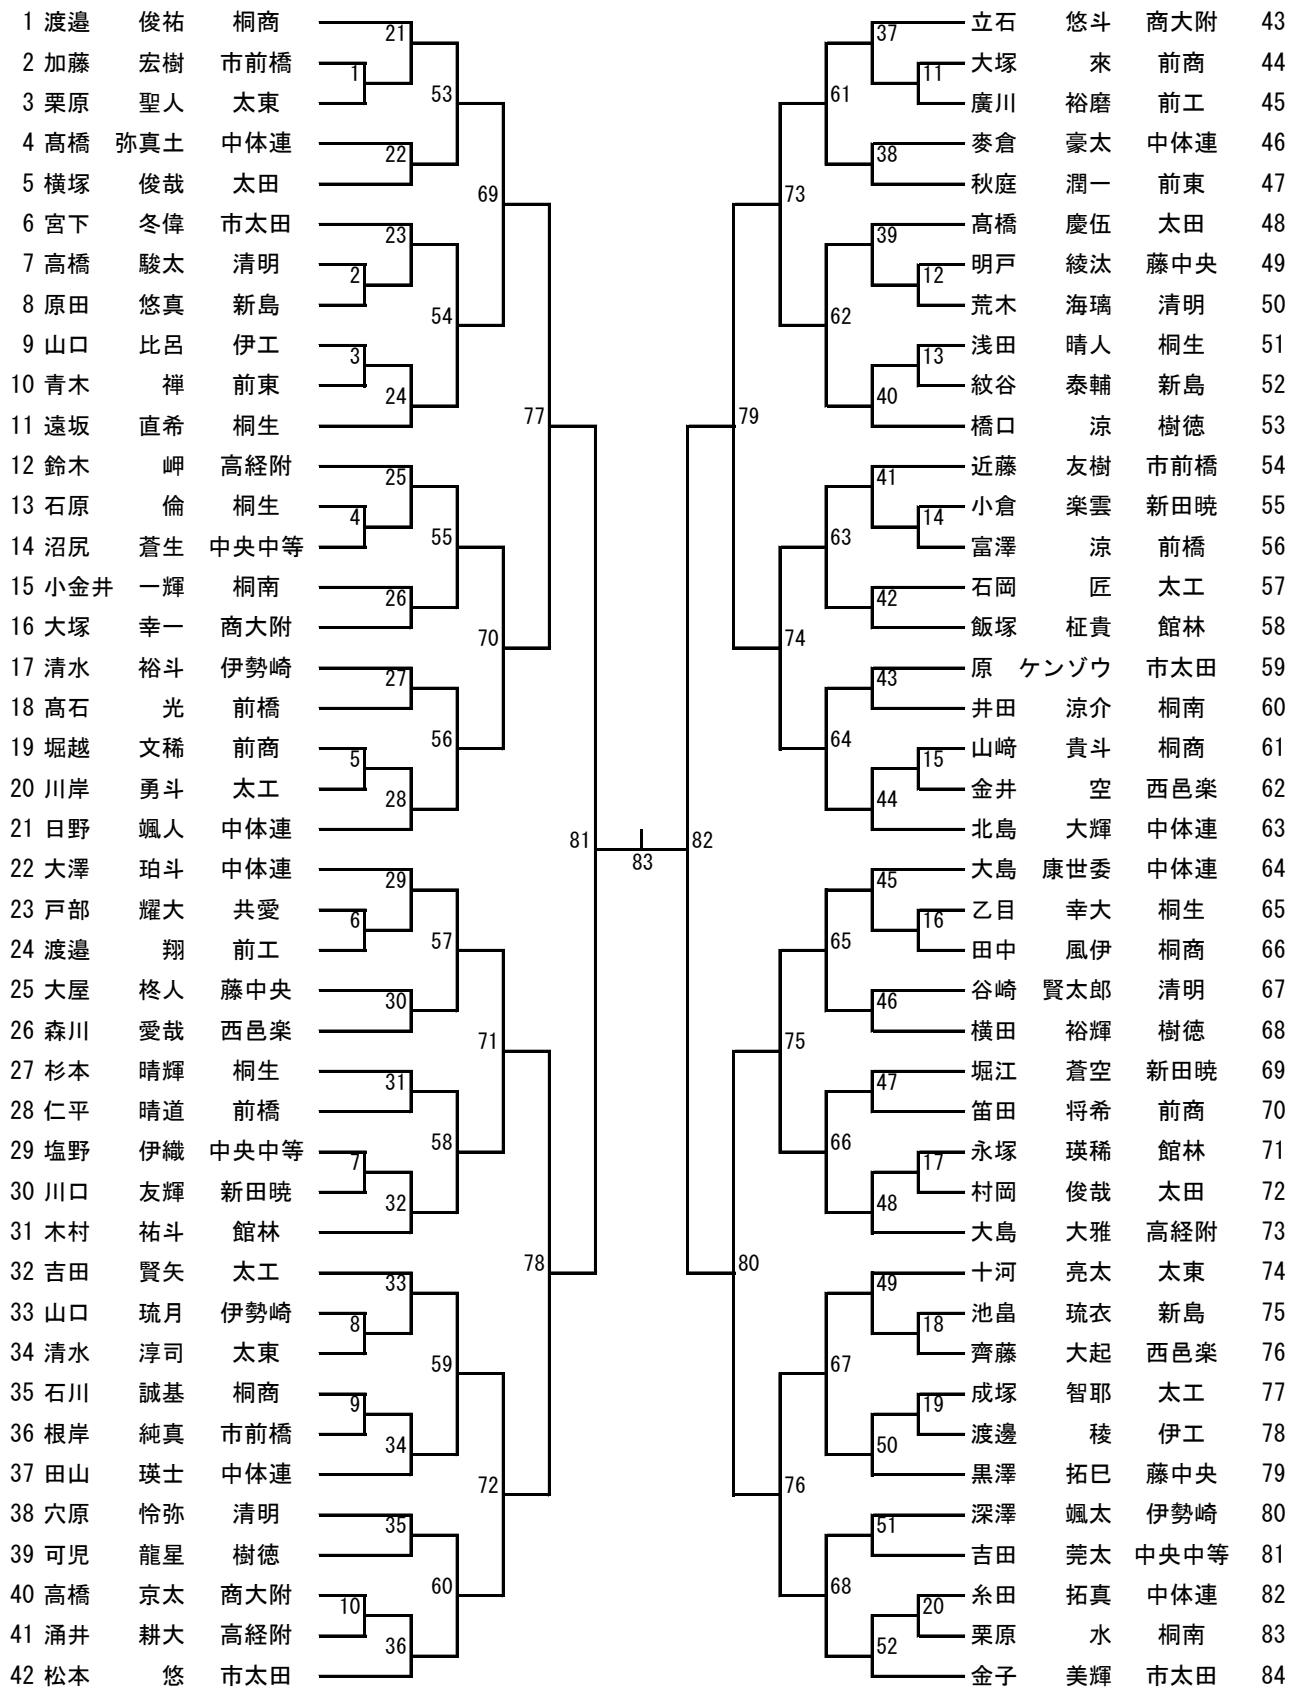 1 渡邉 俊祐 桐商
2 加藤 宏樹 市前橋
3 栗原 聖人 太東
4 髙橋 弥真土 中体連
5 横塚 俊哉 太田
6 宮下 冬偉 市太田
7 高橋 駿太 清明
8 原田 悠真 新島
9 山口 比呂 伊工
10 青木 禅 前東
11 遠坂 直希 桐生
12 鈴木 岬 高経附
13 石原 倫 桐生
14 沼尻 蒼生 中央中等
15 小金井 一輝 桐南
16 大塚 幸一 商大附
17 清水 裕斗 伊勢崎
18 髙石 光 前橋
19 堀越 文稀 前商
20 川岸 勇斗 太工
21 日野 颯人 中体連
22 大澤 珀斗 中体連
23 戸部 耀大 共愛
24 渡邉 翔 前工
25 大屋 柊人 藤中央
26 森川 愛哉 西邑楽
27 杉本 晴輝 桐生
28 仁平 晴道 前橋
29 塩野 伊織 中央中等
30 川口 友輝 新田暁
31 木村 祐斗 館林
32 吉田 賢矢 太工
33 山口 琉月 伊勢崎
34 清水 淳司 太東
35 石川 誠基 桐商
36 根岸 純真 市前橋
37 田山 瑛士 中体連
38 穴原 怜弥 清明
39 可児 龍星 樹徳
40 高橋 京太 商大附
41 涌井 耕大 高経附
42 松本 悠 市太田
21
1
53
22
69
23
2
54
3
24
77
25
4
55
26
70
27
56
5
28
81
29
6
57
30
71
31
58
7
32
78
33
8
59
9
34
72
35
60
10
36
83
82
37
11
61
38
73
39
12
62
13
40
79
41
14
63
42
74
43
64
15
44
45
16
65
46
75
47
66
17
48
80
49
18
67
19
50
76
51
68
20
52
立石 悠斗 商大附 43
大塚 來 前商 44
廣川 裕磨 前工 45
麥倉 豪太 中体連 46
秋庭 潤一 前東 47
髙橋 慶伍 太田 48
明戸 綾汰 藤中央 49
荒木 海璃 清明 50
浅田 晴人 桐生 51
紋谷 泰輔 新島 52
橋口 涼 樹徳 53
近藤 友樹 市前橋 54
小倉 楽雲 新田暁 55
富澤 涼 前橋 56
石岡 匠 太工 57
飯塚 柾貴 館林 58
原 ケンゾウ 市太田 59
井田 涼介 桐南 60
山﨑 貴斗 桐商 61
金井 空 西邑楽 62
北島 大輝 中体連 63
大島 康世委 中体連 64
乙目 幸大 桐生 65
田中 風伊 桐商 66
谷崎 賢太郎 清明 67
横田 裕輝 樹徳 68
堀江 蒼空 新田暁 69
笛田 将希 前商 70
永塚 瑛稀 館林 71
村岡 俊哉 太田 72
大島 大雅 高経附 73
十河 亮太 太東 74
池畠 琉衣 新島 75
齊藤 大起 西邑楽 76
成塚 智耶 太工 77
渡邊 稜 伊工 78
黒澤 拓巳 藤中央 79
深澤 颯太 伊勢崎 80
吉田 莞太 中央中等 81
糸田 拓真 中体連 82
栗原 水 桐南 83
金子 美輝 市太田 84